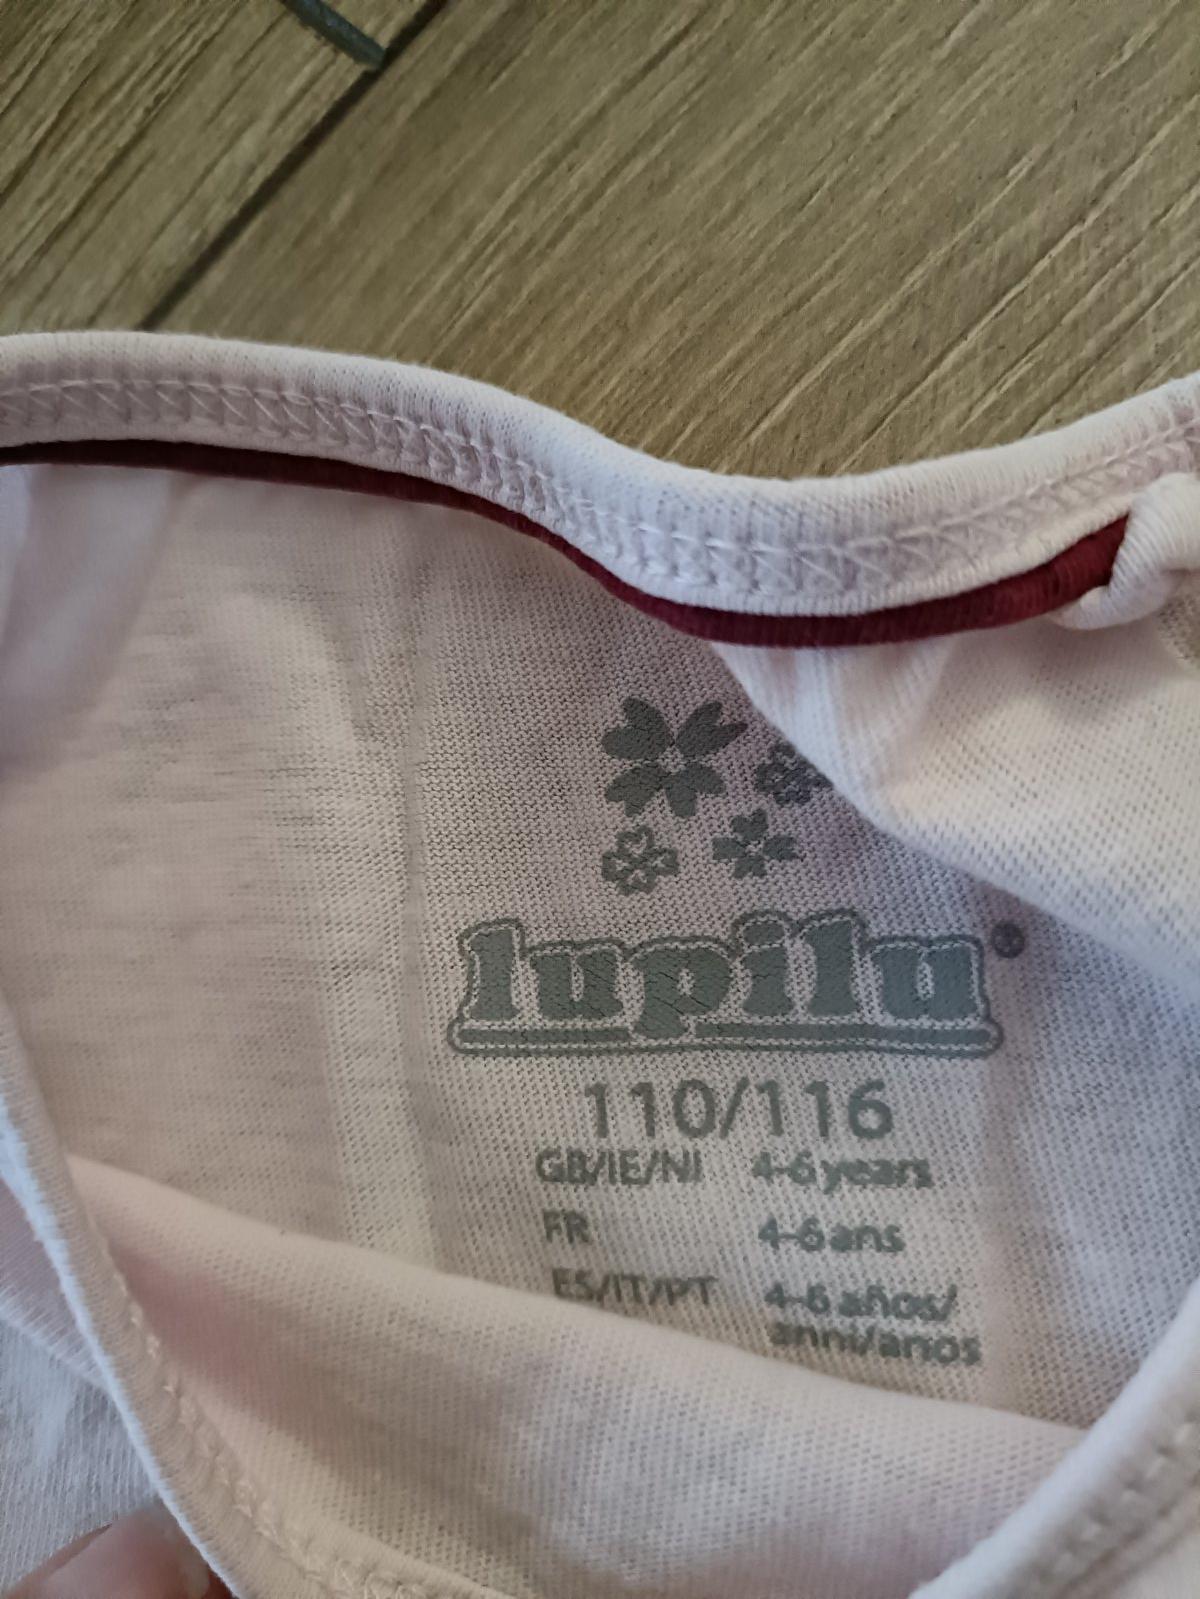 lupilu®
110/116
GB/IE/NI 4-6 years
FR 4-6 ans
ES/IT/PT 4-6 años/
anni/anos